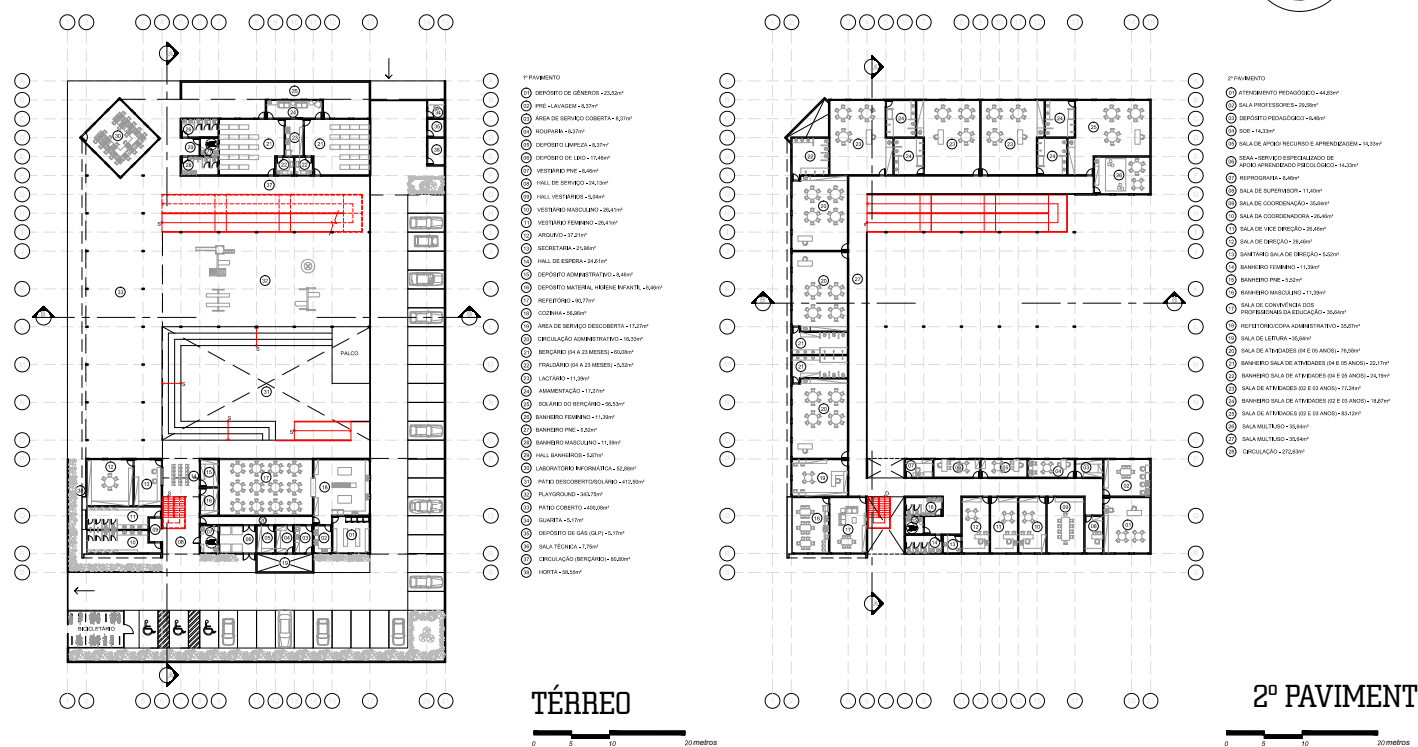 1º PAVIMENTO
01 DEPÓSITO DE GÊNEROS - 23,52m²
02 PRÉ - LAVAGEM - 8,37m²
03 ÁREA DE SERVIÇO COBERTA - 8,37m²
04 ROUPARIA - 8,37m²
05 DEPÓSITO LIMPEZA - 8,37m²
06 DEPÓSITO DE LIXO - 17,46m²
07 VESTIÁRIO PNE - 8,46m²
08 HALL DE SERVIÇO - 24,13m²
09 HALL VESTIÁRIOS - 5,04m²
10 VESTIÁRIO MASCULINO - 26,41m²
11 VESTIÁRIO FEMININO - 26,41m²
12 ARQUIVO - 37,21m²
13 SECRETARIA - 21,96m²
14 HALL DE ESPERA - 24,61m²
15 DEPÓSITO ADMINISTRATIVO - 8,46m²
16 DEPÓSITO MATERIAL HIGIENE INFANTIL - 8,46m²
17 REFEITÓRIO - 90,77m²
18 COZINHA - 56,96m²
19 ÁREA DE SERVIÇO DESCOBERTA - 17,27m²
20 CIRCULAÇÃO ADMINISTRATIVO - 16,33m²
21 BERÇÁRIO (04 A 23 MESES) - 60,08m²
22 FRALDÁRIO (04 A 23 MESES) - 5,52m²
23 LACTÁRIO - 11,39m²
24 AMAMENTAÇÃO - 17,27m²
25 SOLÁRIO DO BERÇÁRIO - 56,53m²
26 BANHEIRO FEMININO - 11,39m²
27 BANHEIRO PNE - 5,52m²
28 BANHEIRO MASCULINO - 11,39m²
29 HALL BANHEIROS - 5,87m²
30 LABORATÓRIO INFORMÁTICA - 52,98m²
31 PÁTIO DESCOBERTO/SOLÁRIO - 412,50m²
32 PLAYGROUND - 343,75m²
33 PÁTIO COBERTO - 400,08m²
34 GUARITA - 5,17m²
35 DEPÓSITO DE GÁS (GLP) - 5,17m²
36 SALA TÉCNICA - 7,75m²
37 CIRCULAÇÃO (BERÇÁRIO) - 60,80m²
38 HORTA - 58,55m²
PALCO
BICICLETÁRIO
TÉRREO
0 5 10 20 metros
2º PAVIMENTO
01 ATENDIMENTO PEDAGÓGICO - 44,83m²
02 SALA PROFESSORES - 29,58m²
03 DEPÓSITO PEDAGÓGICO - 8,46m²
04 SOE - 14,33m²
05 SALA DE APOIO/ RECURSO E APRENDIZAGEM - 14,33m²
06 SEAA - SERVIÇO ESPECIALIZADO DE
APOIO APRENDIZADO PSICOLÓGICO - 14,33m²
07 REPROGRAFIA - 8,46m²
08 SALA DE SUPERVISOR - 11,40m²
09 SALA DE COORDENAÇÃO - 35,64m²
10 SALA DA COORDENADORA - 26,46m²
11 SALA DE VICE DIREÇÃO - 26,46m²
12 SALA DE DIREÇÃO - 26,46m²
13 SANITÁRIO SALA DE DIREÇÃO - 5,52m²
14 BANHEIRO FEMININO - 11,39m²
15 BANHEIRO PNE - 5,52m²
16 BANHEIRO MASCULINO - 11,39m²
17 SALA DE CONVIVÊNCIA DOS
PROFISSIONAIS DA EDUCAÇÃO - 35,64m²
18 REFEITÓRIO/COPA ADMINISTRATIVO - 35,67m²
19 SALA DE LEITURA - 35,64m²
20 SALA DE ATIVIDADES (04 E 05 ANOS) - 76,56m²
21 BANHEIRO SALA DE ATIVIDADES (04 E 05 ANOS) - 22,17m²
22 BANHEIRO SALA DE ATIVIDADES (04 E 05 ANOS) - 24,19m²
23 SALA DE ATIVIDADES (02 E 03 ANOS) - 77,24m²
24 BANHEIRO SALA DE ATIVIDADES (02 E 03 ANOS) - 18,67m²
25 SALA DE ATIVIDADES (02 E 03 ANOS) - 83,12m²
26 SALA MULTIUSO - 35,64m²
27 SALA MULTIUSO - 35,64m²
28 CIRCULAÇÃO - 272,63m²
2º PAVIMENT
0 5 10 20 metros